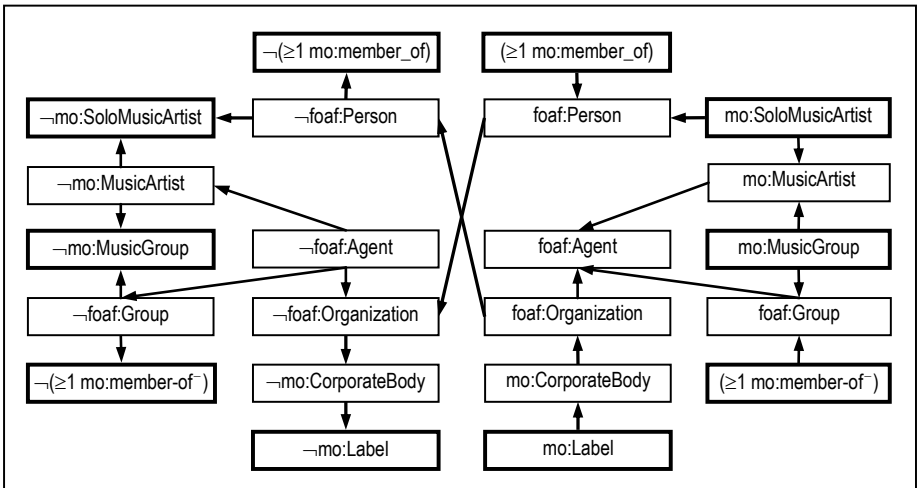 ¬(≥1 mo:member_of) (≥1 mo:member_of)
¬mo:SoloMusicArtist ¬foaf:Person foaf:Person mo:SoloMusicArtist
¬mo:MusicArtist mo:MusicArtist
¬mo:MusicGroup ¬foaf:Agent foaf:Agent mo:MusicGroup
¬foaf:Group ¬foaf:Organization foaf:Organization foaf:Group
¬(≥1 mo:member-of⁻) ¬mo:CorporateBody mo:CorporateBody (≥1 mo:member-of⁻)
¬mo:Label mo:Label